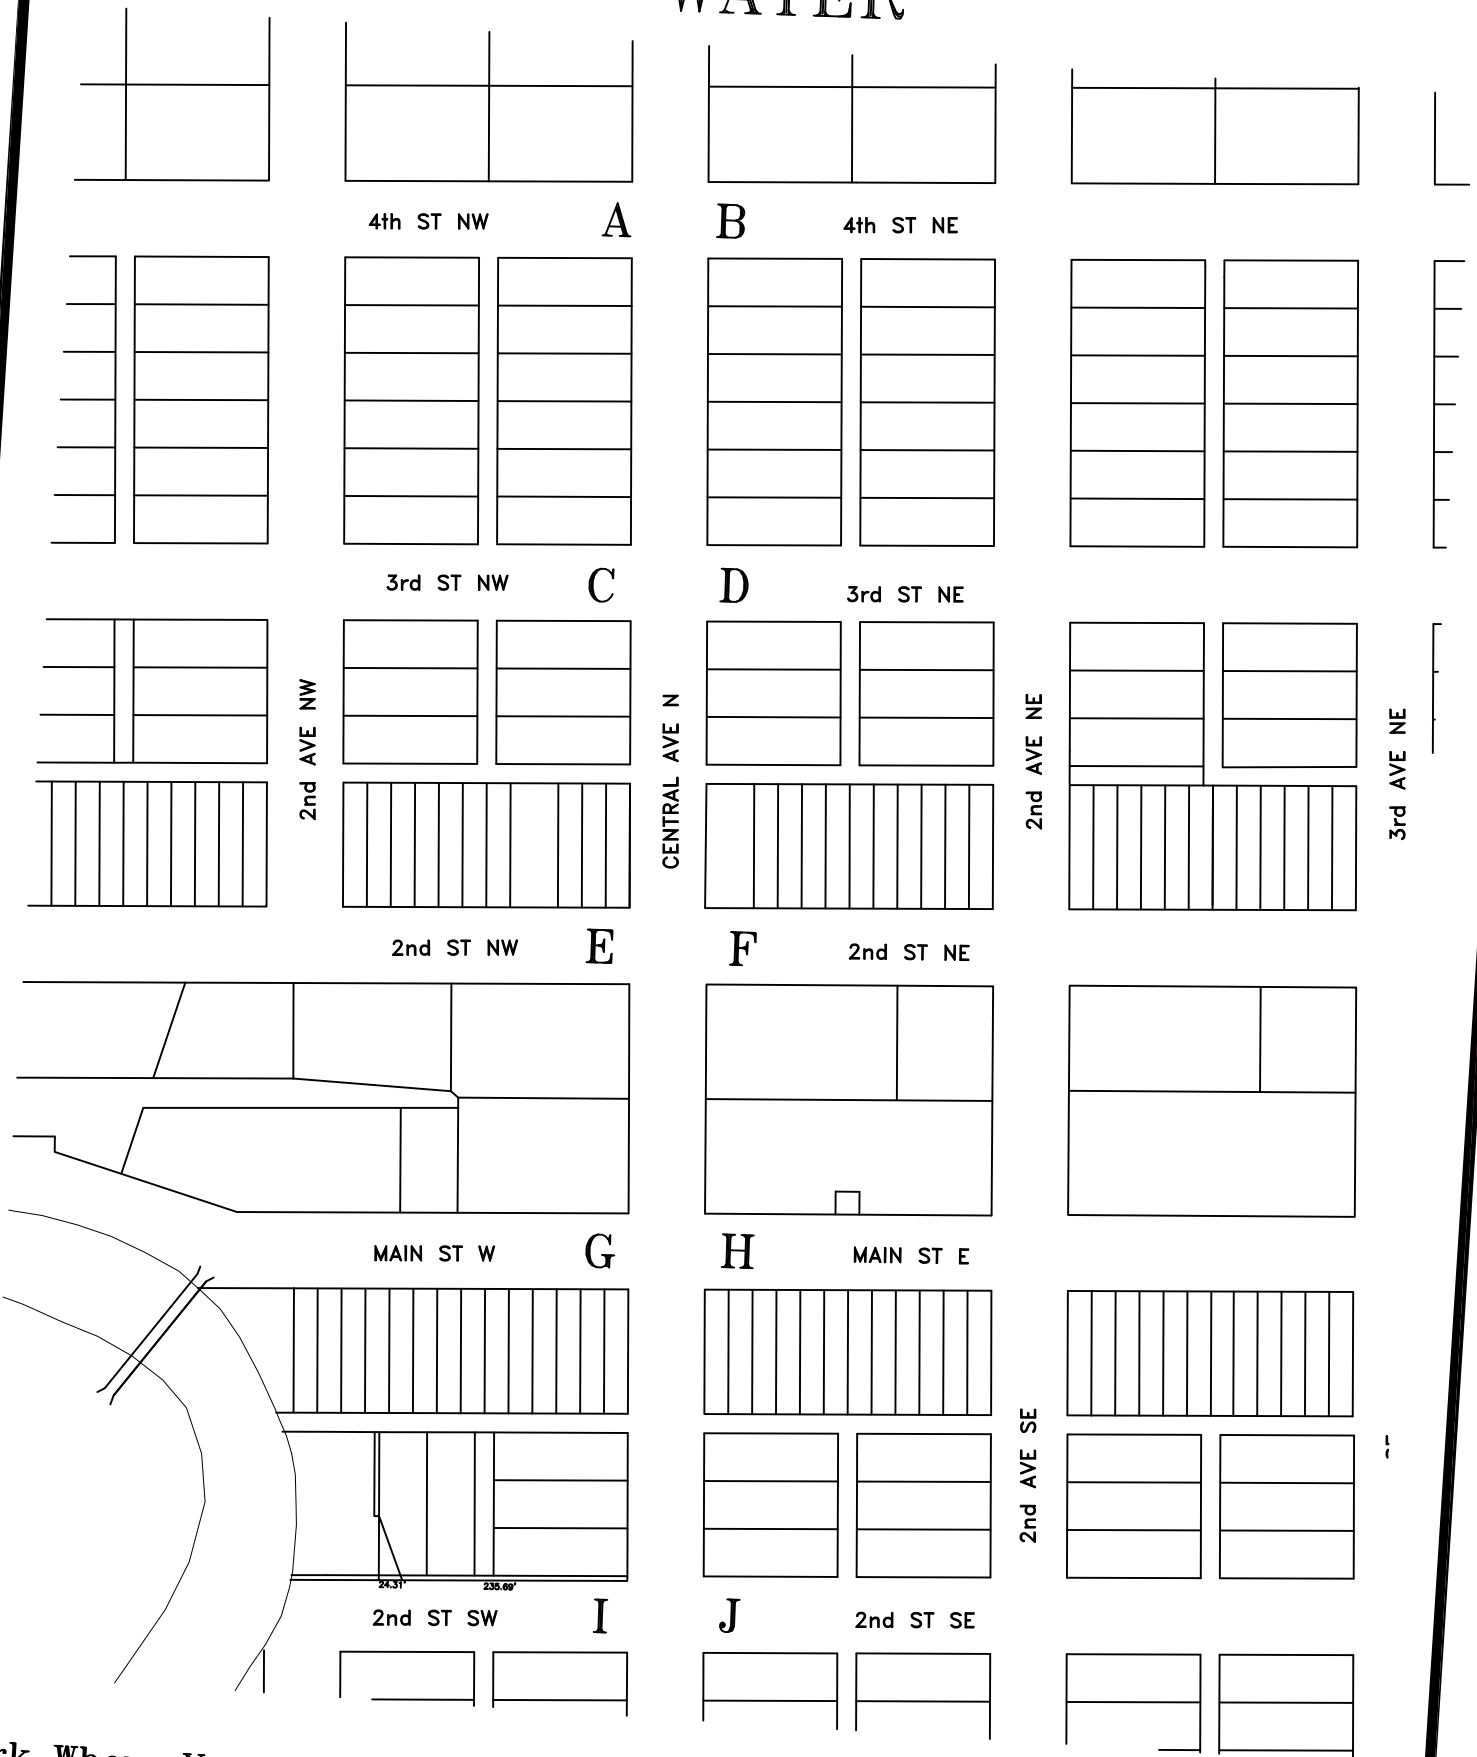 WATER
4th ST NW A B 4th ST NE
3rd ST NW C D 3rd ST NE
2nd AVE NW
CENTRAL AVE N
2nd AVE NE
3rd AVE NE
2nd ST NW E F 2nd ST NE
MAIN ST W G H MAIN ST E
2nd AVE SE
24.31' 235.69'
2nd ST SW I J 2nd ST SE